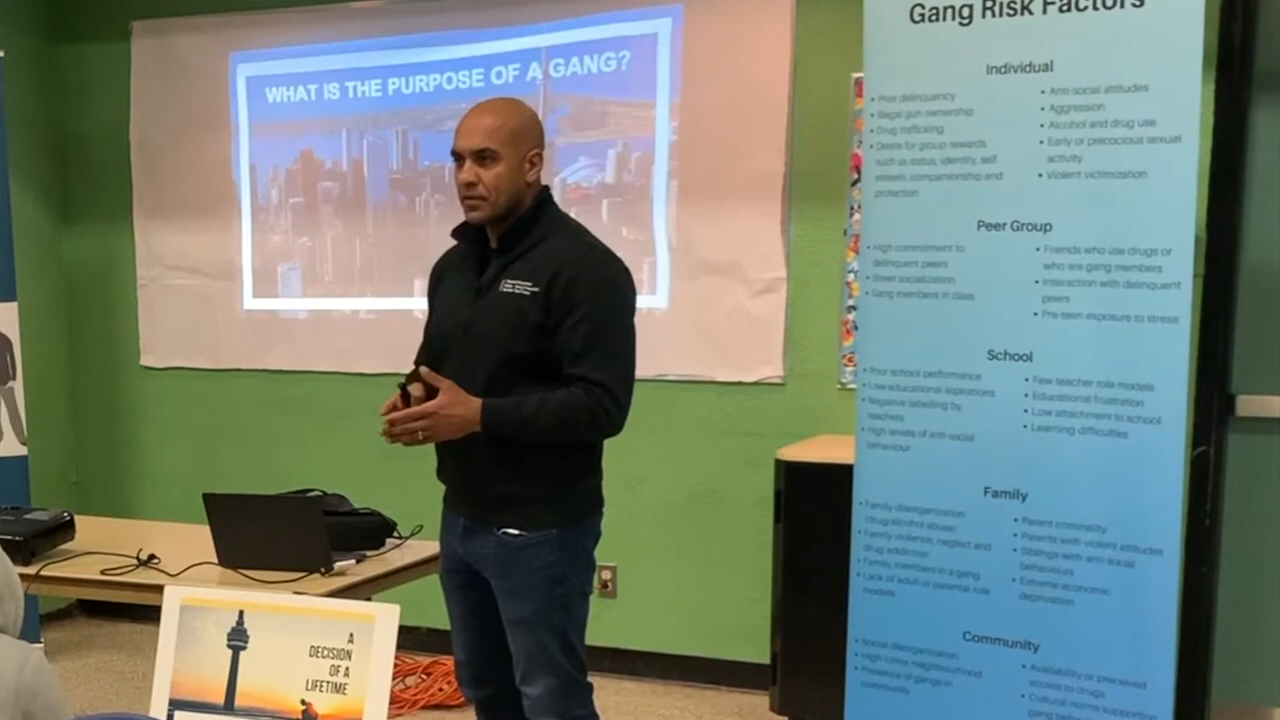 WHAT IS THE PURPOSE OF A GANG?
A
DECISION
OF A
LIFETIME
Gang Risk Factors
Individual
• Prior delinquency
• Illegal gun ownership
• Drug trafficking
• Desire for group rewards
such as status, identity, self
esteem, companionship and
protection
• Anti-social attitudes
• Aggression
• Alcohol and drug use
• Early or precocious sexual
activity
• Violent victimization
Peer Group
• High commitment to
delinquent peers
• Street socialization
• Gang members in class
• Friends who use drugs or
who are gang members
• Interaction with delinquent
peers
• Pre-teen exposure to stress
School
• Poor school performance
• Low educational aspirations
• Negative labelling by
teachers
• High levels of anti-social
behaviour
• Few teacher role models
• Educational frustration
• Low attachment to school
• Learning difficulties
Family
• Family disorganization
drug/alcohol abuser
• Family violence, neglect and
drug addiction
• Family members in a gang
• Lack of adult or parental role
models
• Parent criminality
• Parents with violent attitudes
• Siblings with anti-social
behaviours
• Extreme economic
deprivation
Community
• Social disorganization
• High crime neighbourhood
• Presence of gangs in
community
• Availability or perceived
access to drugs
• Cultural norms supporting
gang